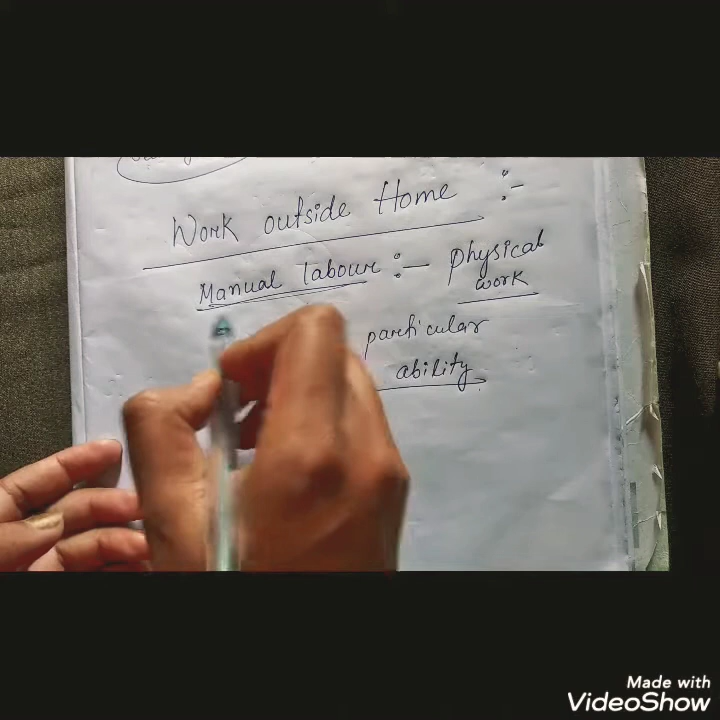 Work outside Home :-
Manual labour :- physical
work
particular
ability
Made with
VideoShow